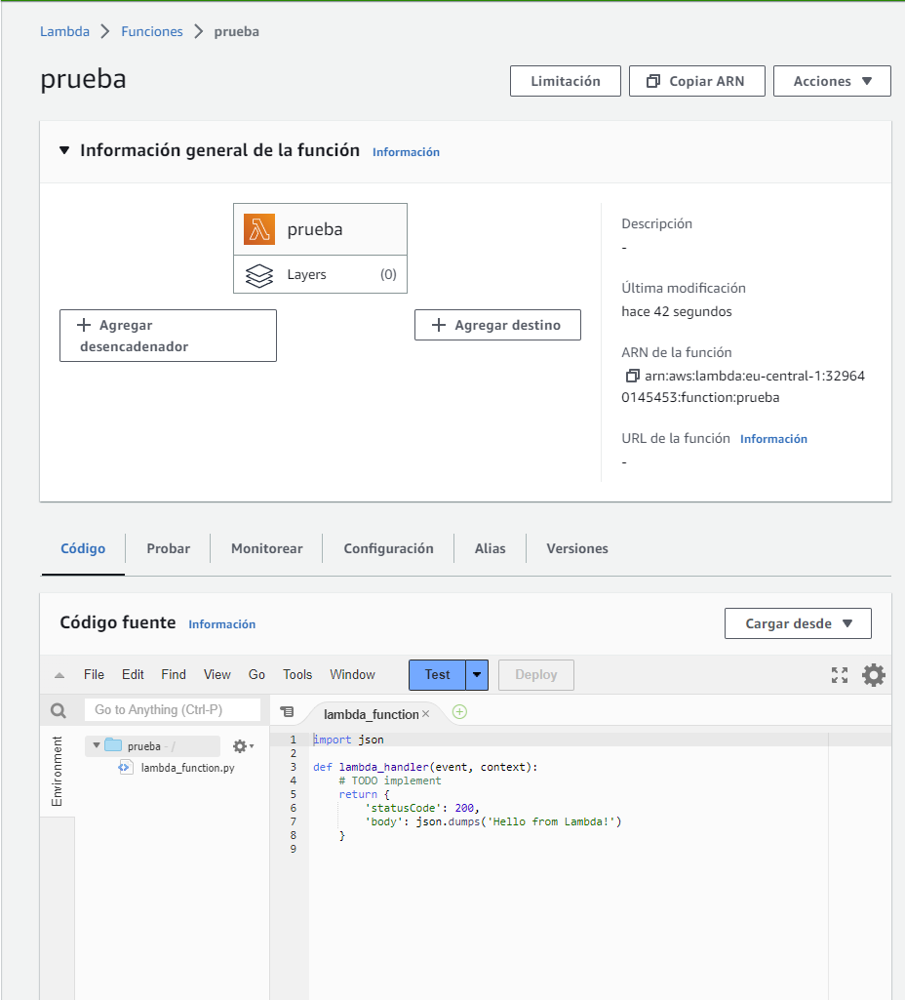 Lambda > Funciones > prueba
prueba
Limitación
Copiar ARN
Acciones
Información general de la función Información
prueba
Layers (0)
+ Agregar
desencadenador
+ Agregar destino
Descripción
-
Última modificación
hace 42 segundos
ARN de la función
arn:aws:lambda:eu-central-1:32964
0145453:function:prueba
URL de la función Información
-
Código
Probar
Monitorear
Configuración
Alias
Versiones
Código fuente Información
Cargar desde
File Edit Find View Go Tools Window
Test
Deploy
Go to Anything (Ctrl-P)
Environment
prueba - /
lambda_function.py
lambda_function ×
1 import json
2
3 def lambda_handler(event, context):
4     # TODO implement
5     return {
6         'statusCode': 200,
7         'body': json.dumps('Hello from Lambda!')
8     }
9